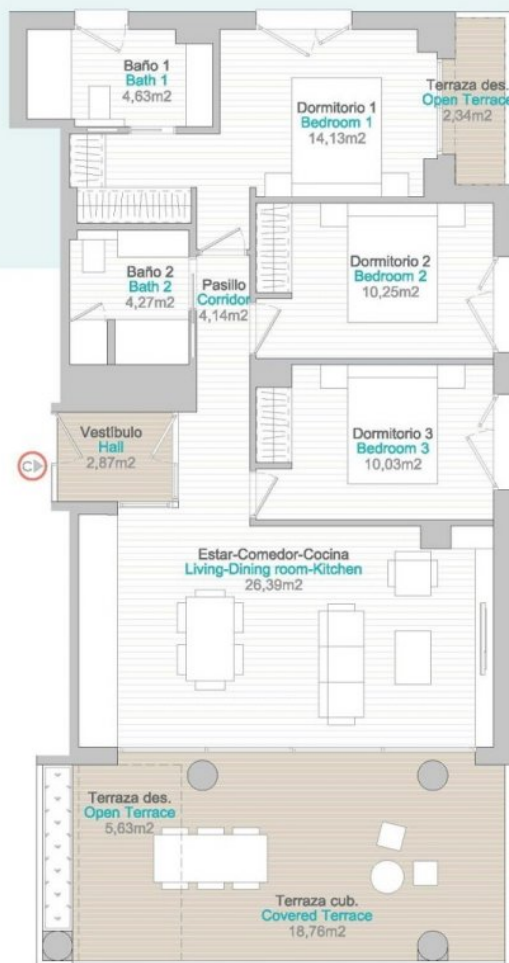 Baño 1
Bath 1
4,63m2
Dormitorio 1
Bedroom 1
14,13m2
Terraza des.
Open Terrace
2,34m2
Baño 2
Bath 2
4,27m2
Pasillo
Corridor
4,14m2
Dormitorio 2
Bedroom 2
10,25m2
Vestíbulo
Hall
2,87m2
C
Dormitorio 3
Bedroom 3
10,03m2
Estar-Comedor-Cocina
Living-Dining room-Kitchen
26,39m2
Terraza des.
Open Terrace
5,63m2
Terraza cub.
Covered Terrace
18,76m2